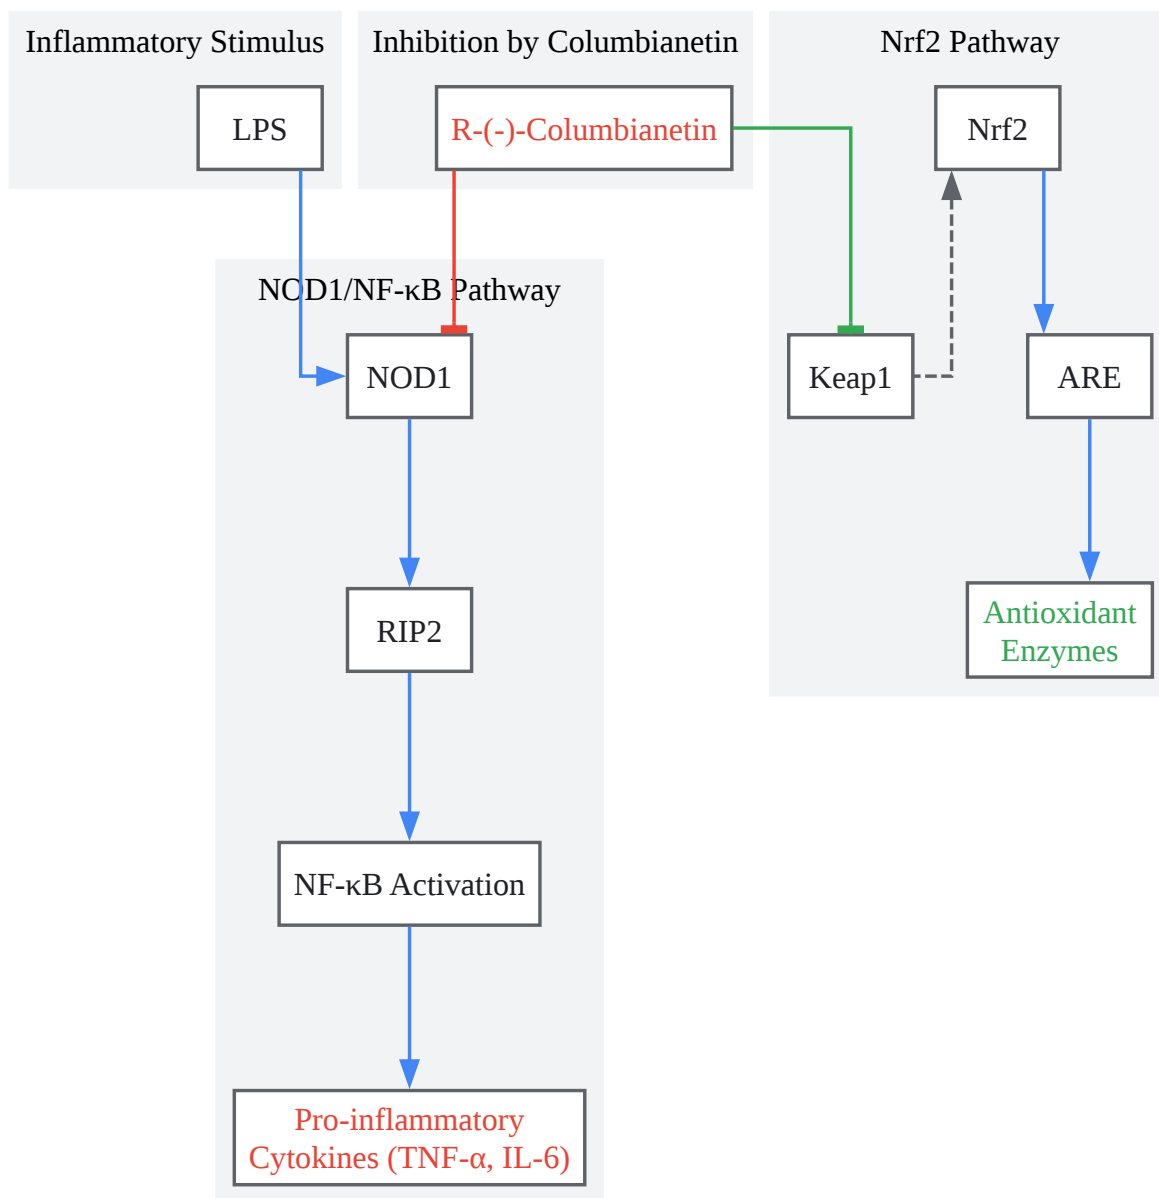 Inflammatory Stimulus
Inhibition by Columbianetin
Nrf2 Pathway
LPS
R-(-)-Columbianetin
Nrf2
NOD1/NF-κB Pathway
NOD1
Keap1
ARE
RIP2
Antioxidant
Enzymes
NF-κB Activation
Pro-inflammatory
Cytokines (TNF-α, IL-6)